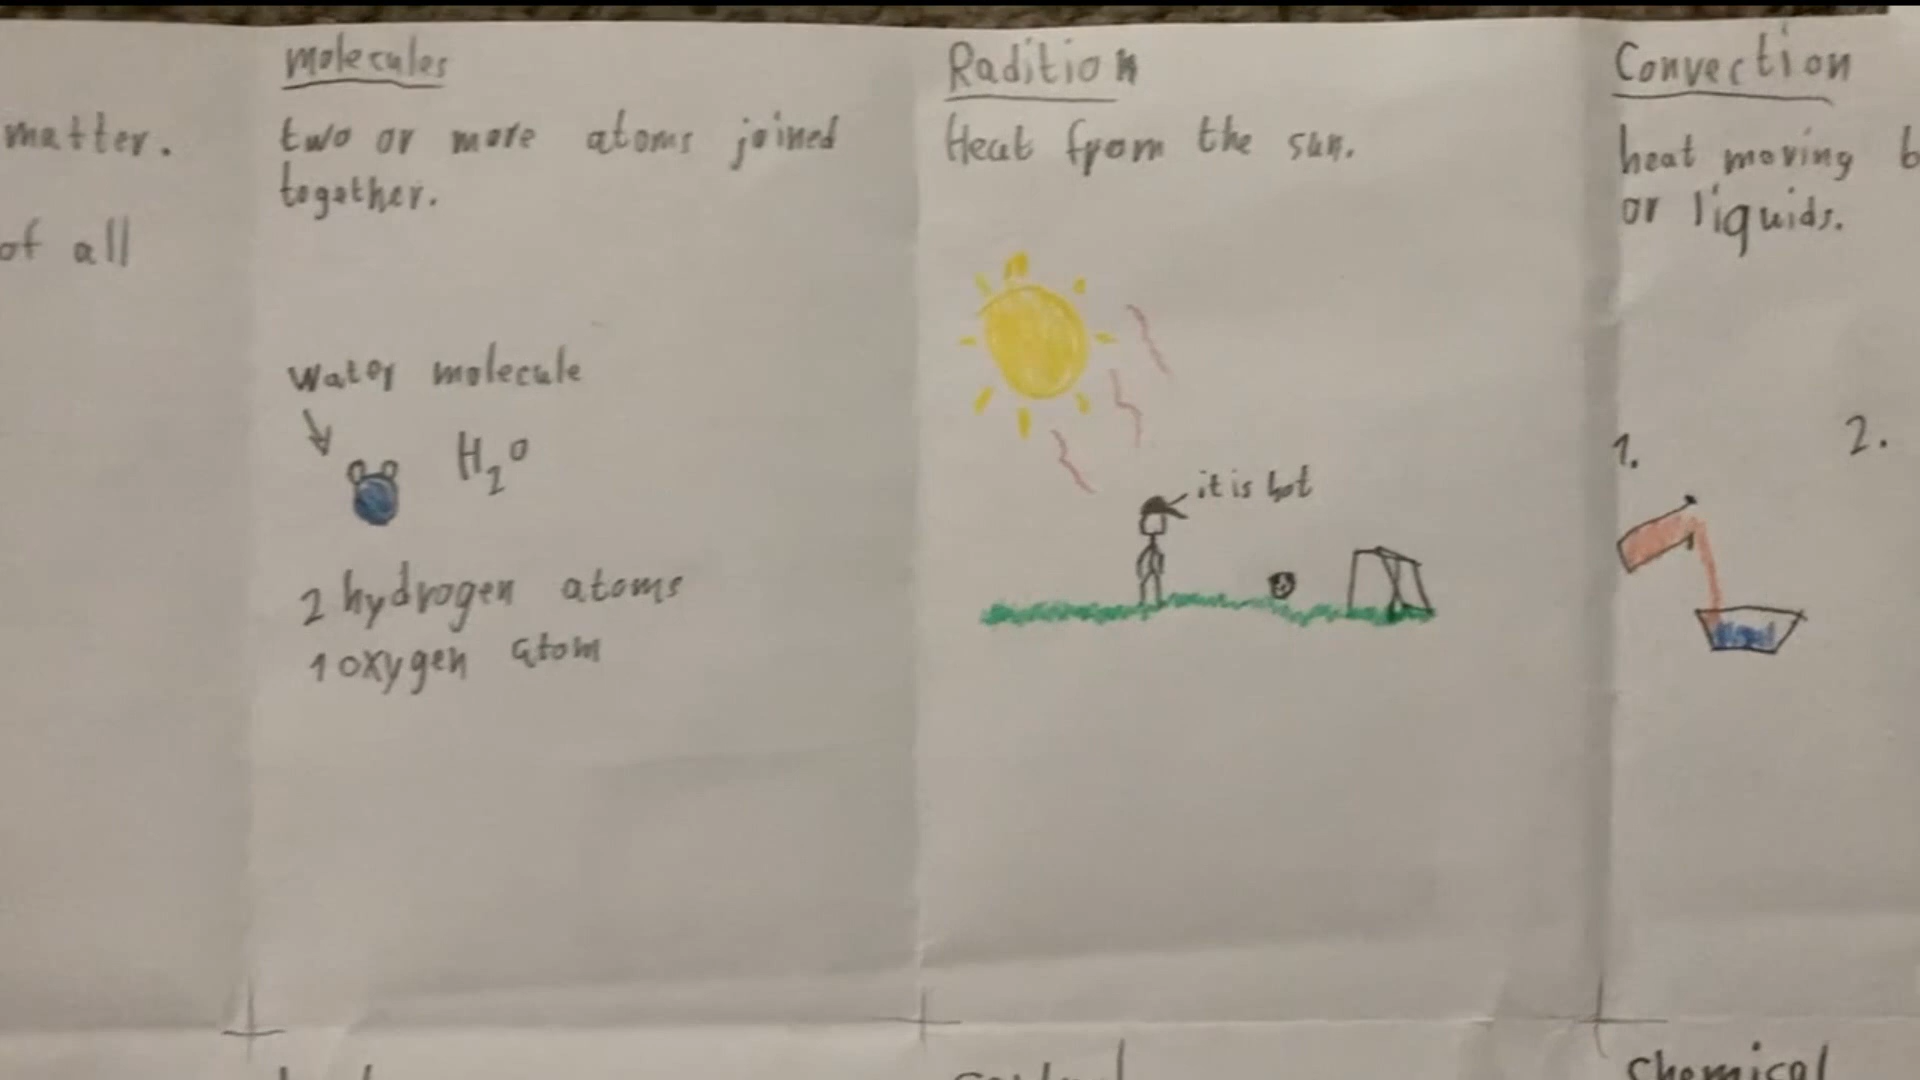 matter.
of all
molecules
two or more atoms joined
together.
Water molecule
H2O
2 hydrogen atoms
1 oxygen atom
Radition
Heat from the sun.
it is hot
Convection
heat moving
or liquids.
1.
2.
Chemical